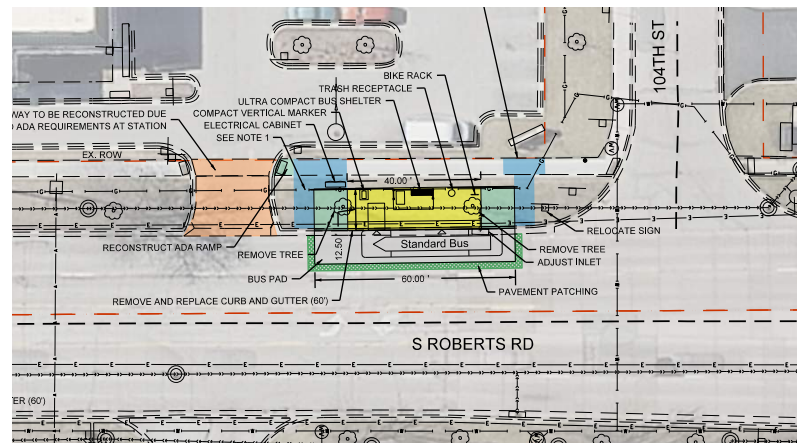 104TH ST
BIKE RACK
TRASH RECEPTACLE
ULTRA COMPACT BUS SHELTER
COMPACT VERTICAL MARKER
ELECTRICAL CABINET
SEE NOTE 1
WAY TO BE RECONSTRUCTED DUE
ADA REQUIREMENTS AT STATION
EX. ROW
40.00 '
RECONSTRUCT ADA RAMP
REMOVE TREE
BUS PAD
12.50 '
Standard Bus
RELOCATE SIGN
REMOVE TREE
ADJUST INLET
60.00 '
PAVEMENT PATCHING
REMOVE AND REPLACE CURB AND GUTTER (60')
S ROBERTS RD
TER (60')